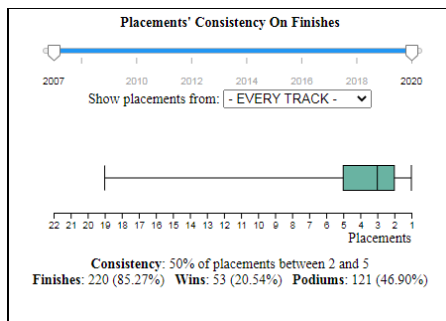 Placements' Consistency On Finishes
2007 2010 2012 2014 2016 2018 2020
Show placements from: - EVERY TRACK -
22 21 20 19 18 17 16 15 14 13 12 11 10 9 8 7 6 5 4 3 2 1
Placements
Consistency: 50% of placements between 2 and 5
Finishes: 220 (85.27%) Wins: 53 (20.54%) Podiums: 121 (46.90%)